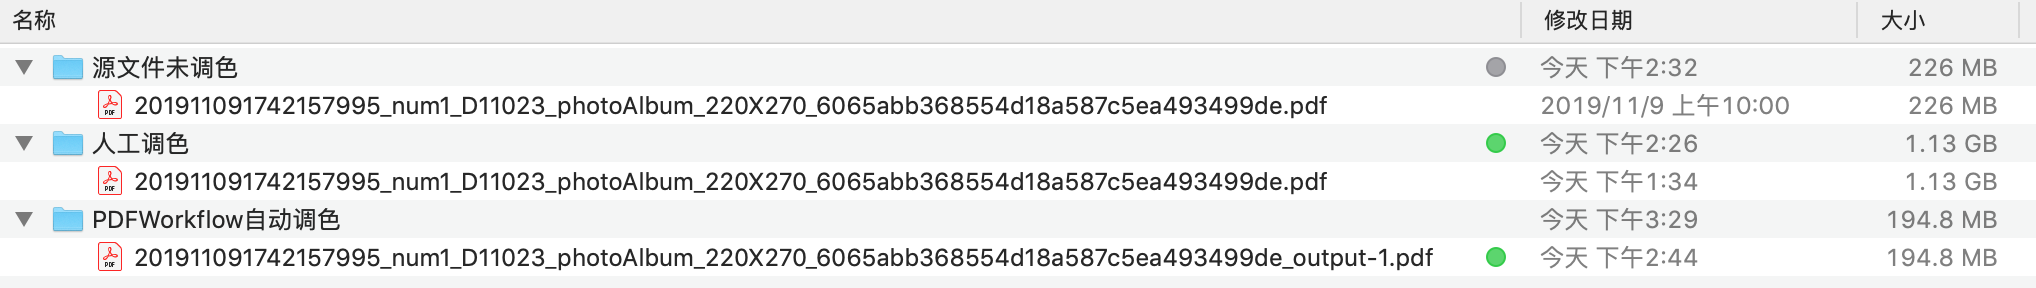 名称 修改日期 大小
源文件未调色 今天 下午2:32 226 MB
201911091742157995_num1_D11023_photoAlbum_220X270_6065abb368554d18a587c5ea493499de.pdf 2019/11/9 上午10:00 226 MB
人工调色 今天 下午2:26 1.13 GB
201911091742157995_num1_D11023_photoAlbum_220X270_6065abb368554d18a587c5ea493499de.pdf 今天 下午1:34 1.13 GB
PDFWorkflow自动调色 今天 下午3:29 194.8 MB
201911091742157995_num1_D11023_photoAlbum_220X270_6065abb368554d18a587c5ea493499de_output-1.pdf 今天 下午2:44 194.8 MB